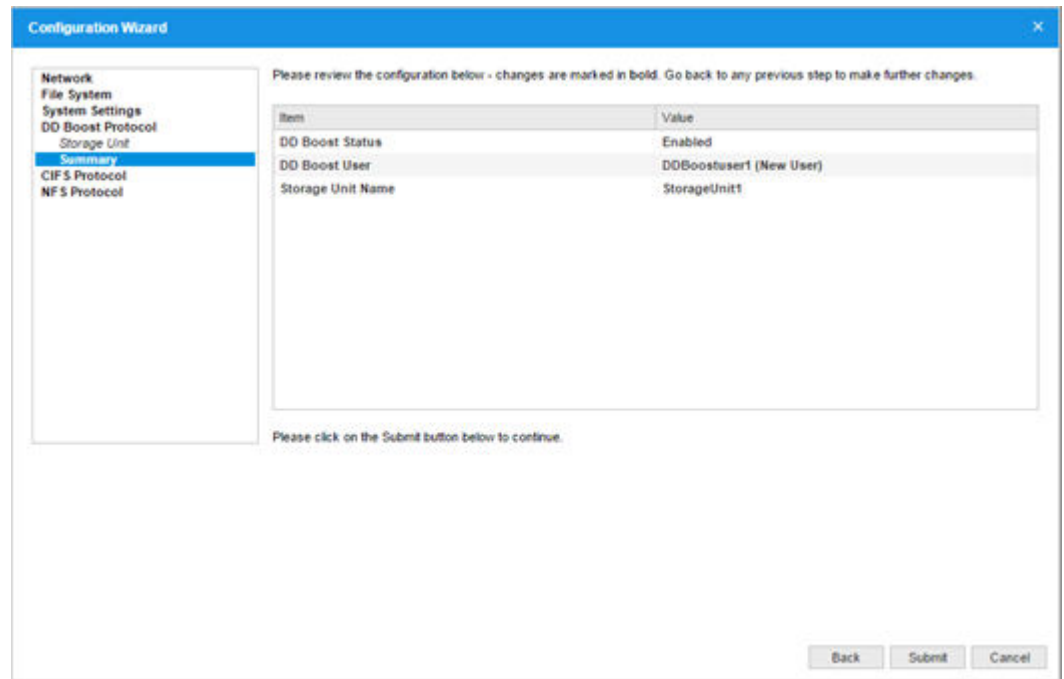 Configuration Wizard
×
Network
File System
System Settings
DD Boost Protocol
Storage Unit
Summary
CIFS Protocol
NFS Protocol
Please review the configuration below - changes are marked in bold. Go back to any previous step to make further changes.
Item Value
DD Boost Status Enabled
DD Boost User DDBoostuser1 (New User)
Storage Unit Name StorageUnit1
Please click on the Submit button below to continue.
Back Submit Cancel